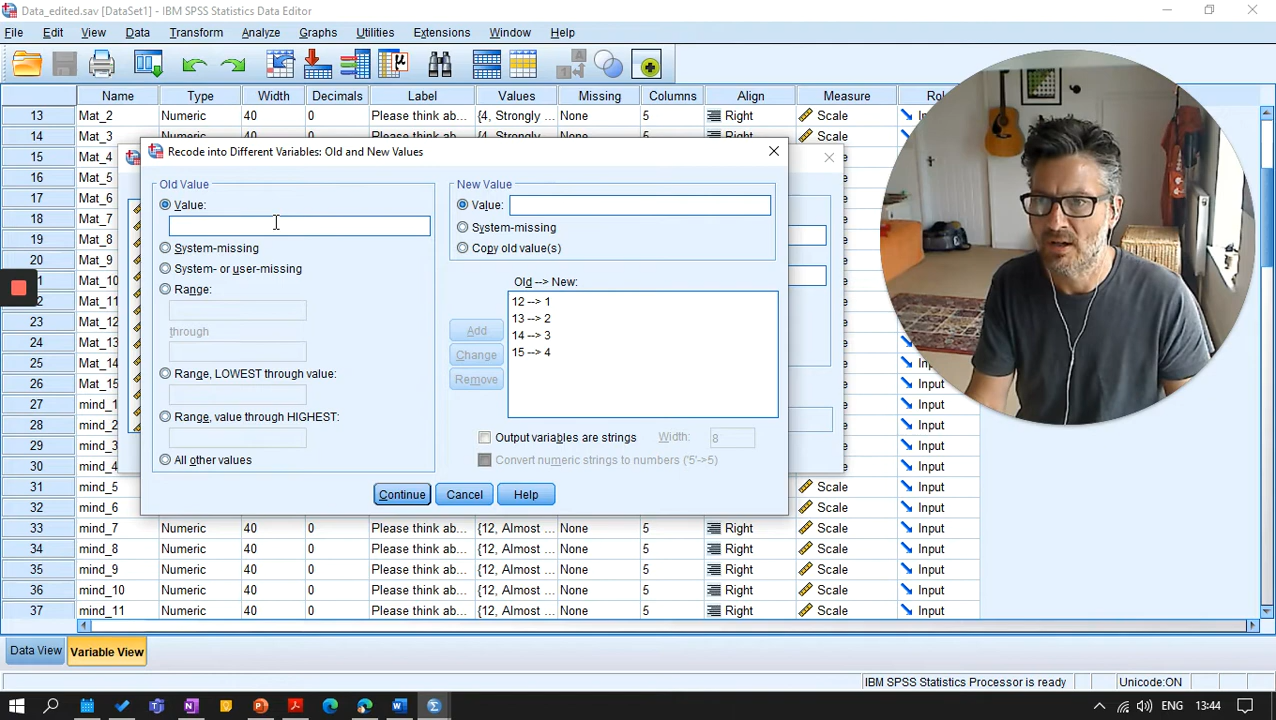 Data_edited.sav [DataSet1] - IBM SPSS Statistics Data Editor
File Edit View Data Transform Analyze Graphs Utilities Extensions Window Help
Name Type Width Decimals Label Values Missing Columns Align Measure Rol
13 Mat_2 Numeric 40 0 Please think ab... {4, Strongly ... None 5 Right Scale Input
14 Mat_3 Numeric 40 0 Please think ab... {4, Strongly ... None 5 Right Scale Input
15 Mat_4
16 Mat_5
17 Mat_6
18 Mat_7
19 Mat_8
20 Mat_9
21 Mat_10
22 Mat_11
23 Mat_12
24 Mat_13
25 Mat_14
26 Mat_15 Input
27 mind_1 Input
28 mind_2 Input
29 mind_3 Input
30 mind_4 Input
31 mind_5 Scale Input
32 mind_6 Scale Input
33 mind_7 Numeric 40 0 Please think ab... {12, Almost ... None 5 Right Scale Input
34 mind_8 Numeric 40 0 Please think ab... {12, Almost ... None 5 Right Scale Input
35 mind_9 Numeric 40 0 Please think ab... {12, Almost ... None 5 Right Scale Input
36 mind_10 Numeric 40 0 Please think ab... {12, Almost ... None 5 Right Scale Input
37 mind_11 Numeric 40 0 Please think ab... {12, Almost ... None 5 Right Scale Input
Recode into Different Variables: Old and New Values
Old Value
Value:
System-missing
System- or user-missing
Range:
through
Range, LOWEST through value:
Range, value through HIGHEST:
All other values
New Value
Value:
System-missing
Copy old value(s)
Old --> New:
12 --> 1
13 --> 2
14 --> 3
15 --> 4
Add
Change
Remove
Output variables are strings Width: 8
Convert numeric strings to numbers ('5'->5)
Continue Cancel Help
Data View Variable View
IBM SPSS Statistics Processor is ready Unicode:ON
ENG 13:44